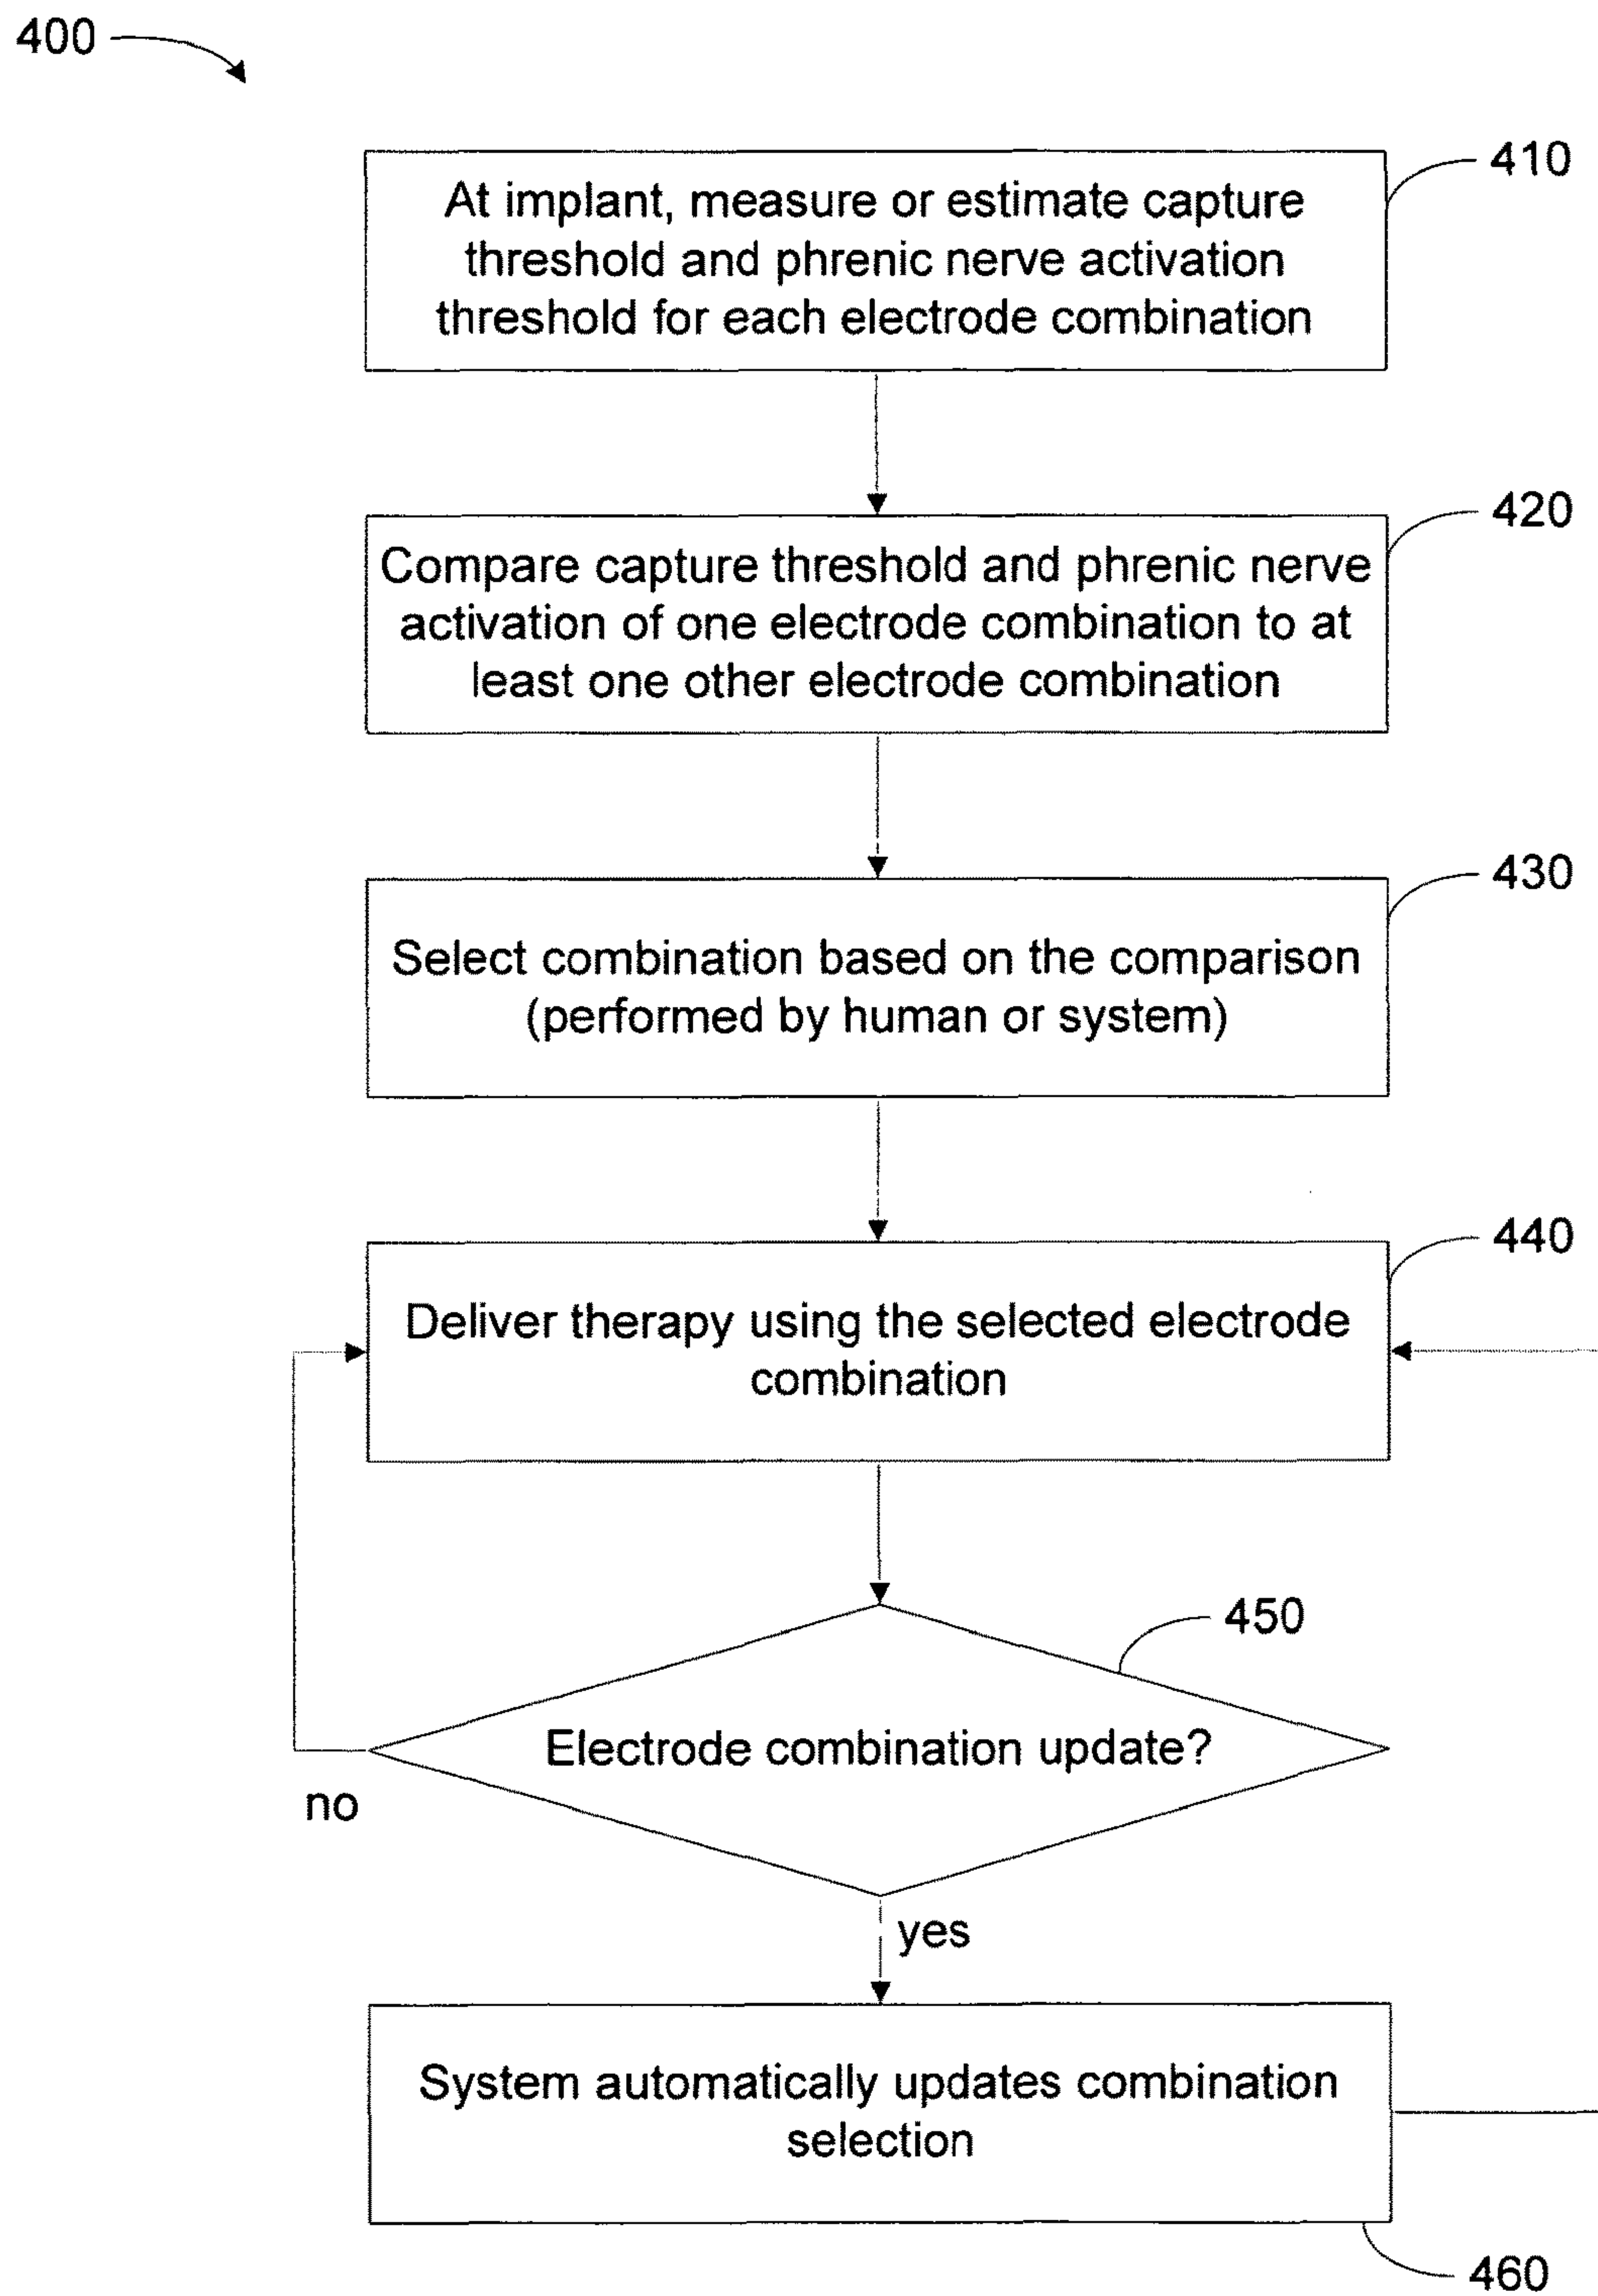 400
410
At implant, measure or estimate capture
threshold and phrenic nerve activation
threshold for each electrode combination
420
Compare capture threshold and phrenic nerve
activation of one electrode combination to at
least one other electrode combination
430
Select combination based on the comparison
(performed by human or system)
440
Deliver therapy using the selected electrode
combination
450
Electrode combination update?
no
yes
System automatically updates combination
selection
460